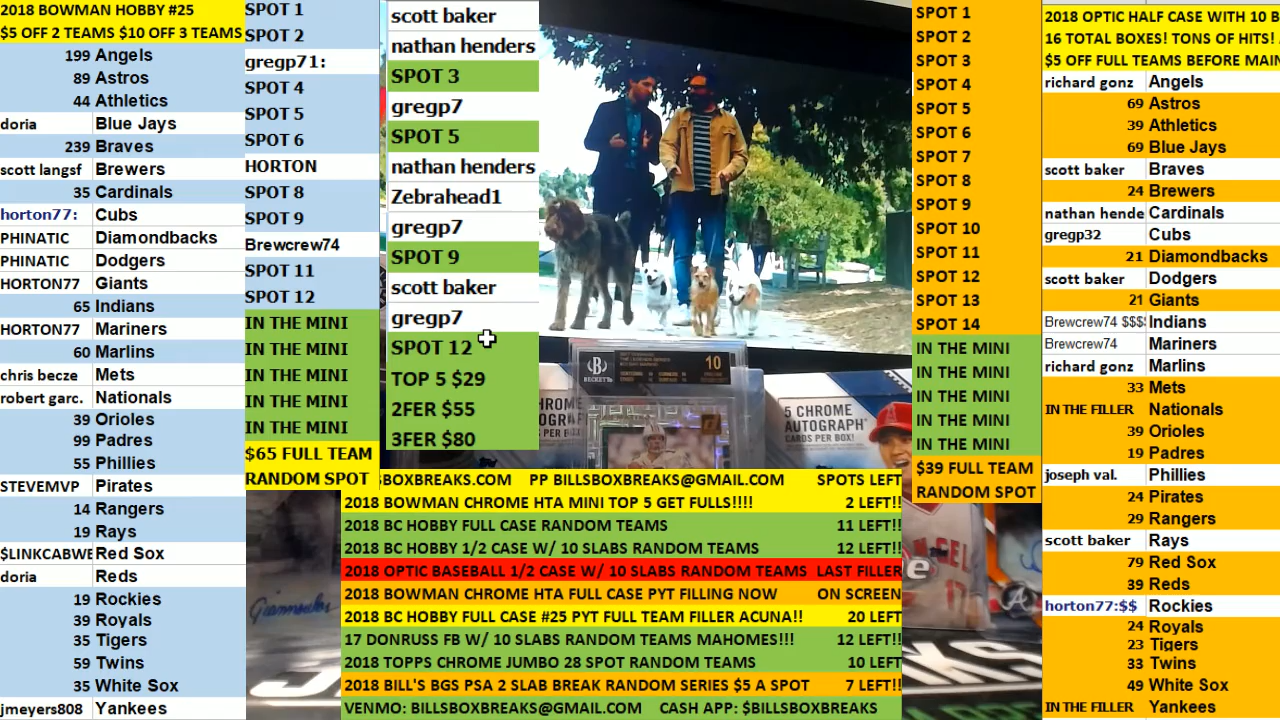 2018 BOWMAN HOBBY #25
$5 OFF 2 TEAMS $10 OFF 3 TEAMS
199 Angels
89 Astros
44 Athletics
doria Blue Jays
239 Braves
scott langsf Brewers
35 Cardinals
horton77: Cubs
PHINATIC Diamondbacks
PHINATIC Dodgers
HORTON77 Giants
65 Indians
HORTON77 Mariners
60 Marlins
chris becze Mets
robert garc. Nationals
39 Orioles
99 Padres
55 Phillies
STEVEMVP Pirates
14 Rangers
19 Rays
$LINKCABWE Red Sox
doria Reds
19 Rockies
39 Royals
35 Tigers
59 Twins
35 White Sox
jmeyers808 Yankees
SPOT 1
SPOT 2
gregp71:
SPOT 4
SPOT 5
SPOT 6
HORTON
SPOT 8
SPOT 9
Brewcrew74
SPOT 11
SPOT 12
IN THE MINI
IN THE MINI
IN THE MINI
IN THE MINI
IN THE MINI
$65 FULL TEAM
RANDOM SPOT
scott baker
nathan henders
SPOT 3
gregp7
SPOT 5
nathan henders
Zebrahead1
gregp7
SPOT 9
scott baker
gregp7
SPOT 12
TOP 5 $29
2FER $55
3FER $80
BECKETT
10
5 CHROME
AUTOGRAPH
CARDS PER BOX!
SBOXBREAKS.COM PP BILLSBOXBREAKS@GMAIL.COM SPOTS LEFT
2018 BOWMAN CHROME HTA MINI TOP 5 GET FULLS!!!! 2 LEFT!!
2018 BC HOBBY FULL CASE RANDOM TEAMS 11 LEFT!!
2018 BC HOBBY 1/2 CASE W/ 10 SLABS RANDOM TEAMS 12 LEFT!!
2018 OPTIC BASEBALL 1/2 CASE W/ 10 SLABS RANDOM TEAMS LAST FILLER
2018 BOWMAN CHROME HTA FULL CASE PYT FILLING NOW ON SCREEN
2018 BC HOBBY FULL CASE #25 PYT FULL TEAM FILLER ACUNA!! 20 LEFT!!
17 DONRUSS FB W/ 10 SLABS RANDOM TEAMS MAHOMES!!! 12 LEFT!!
2018 TOPPS CHROME JUMBO 28 SPOT RANDOM TEAMS 10 LEFT
2018 BILL'S BGS PSA 2 SLAB BREAK RANDOM SERIES $5 A SPOT 7 LEFT!!
VENMO: BILLSBOXBREAKS@GMAIL.COM CASH APP: $BILLSBOXBREAKS
SPOT 1
SPOT 2
SPOT 3
SPOT 4
SPOT 5
SPOT 6
SPOT 7
SPOT 8
SPOT 9
SPOT 10
SPOT 11
SPOT 12
SPOT 13
SPOT 14
IN THE MINI
IN THE MINI
IN THE MINI
IN THE MINI
IN THE MINI
$39 FULL TEAM
RANDOM SPOT
2018 OPTIC HALF CASE WITH 10 B
16 TOTAL BOXES! TONS OF HITS!
$5 OFF FULL TEAMS BEFORE MAIN
richard gonz Angels
69 Astros
39 Athletics
69 Blue Jays
scott baker Braves
24 Brewers
nathan hende Cardinals
gregp32 Cubs
21 Diamondbacks
scott baker Dodgers
21 Giants
Brewcrew74 $$$ Indians
Brewcrew74 Mariners
richard gonz Marlins
33 Mets
IN THE FILLER Nationals
39 Orioles
19 Padres
joseph val. Phillies
24 Pirates
29 Rangers
scott baker Rays
79 Red Sox
39 Reds
horton77:$$ Rockies
24 Royals
23 Tigers
33 Twins
49 White Sox
IN THE FILLER Yankees